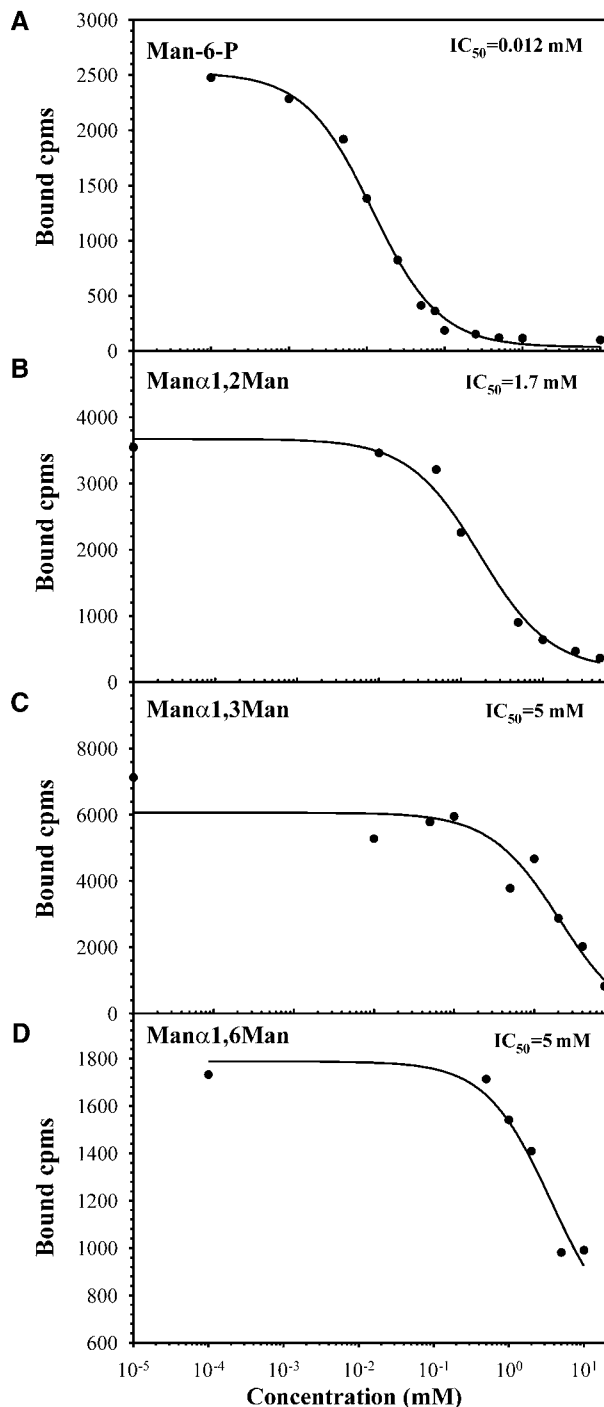 A
Man-6-P
IC50=0.012 mM
3000
2500
2000
1500
1000
500
0
Bound cpms
B
Manα1,2Man
IC50=1.7 mM
4000
3000
2000
1000
0
Bound cpms
C
Manα1,3Man
IC50=5 mM
8000
6000
4000
2000
0
Bound cpms
D
Manα1,6Man
IC50=5 mM
1800
1600
1400
1200
1000
800
600
Bound cpms
10-5 10-4 10-3 10-2 10-1 100 101
Concentration (mM)